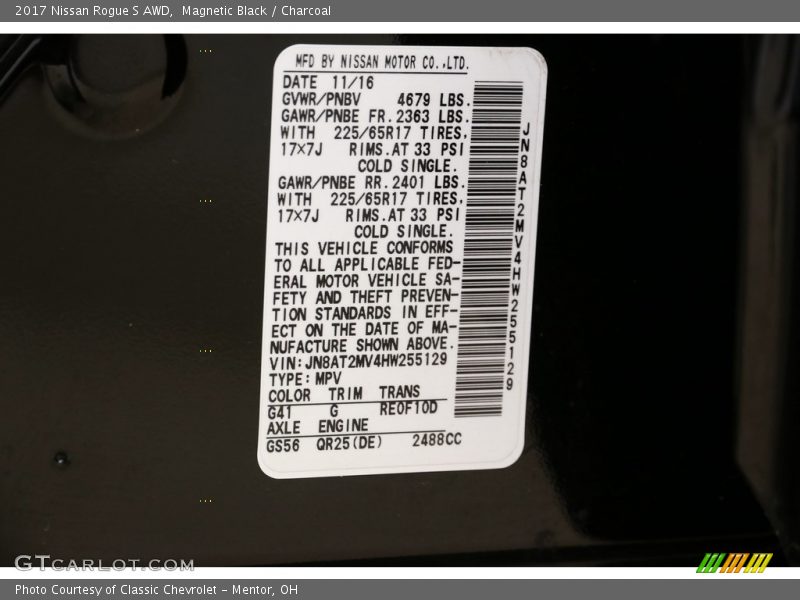 2017 Nissan Rogue S AWD,  Magnetic Black / Charcoal
MFD BY NISSAN MOTOR CO.,LTD.
DATE 11/16
GVWR/PNBV 4679 LBS.
GAWR/PNBE FR. 2363 LBS.
WITH 225/65R17 TIRES,
17×7J RIMS.AT 33 PSI
COLD SINGLE.
GAWR/PNBE RR. 2401 LBS.
WITH 225/65R17 TIRES,
17×7J RIMS.AT 33 PSI
COLD SINGLE.
THIS VEHICLE CONFORMS
TO ALL APPLICABLE FED-
ERAL MOTOR VEHICLE SA-
FETY AND THEFT PREVEN-
TION STANDARDS IN EFF-
ECT ON THE DATE OF MA-
NUFACTURE SHOWN ABOVE.
VIN:JN8AT2MV4HW255129
TYPE:MPV
COLOR TRIM TRANS
G41 G RE0F10D
AXLE ENGINE
GS56 QR25(DE) 2488CC
JN8AT2MV4HW255129
GTCARLOT.COM
Photo Courtesy of Classic Chevrolet - Mentor, OH